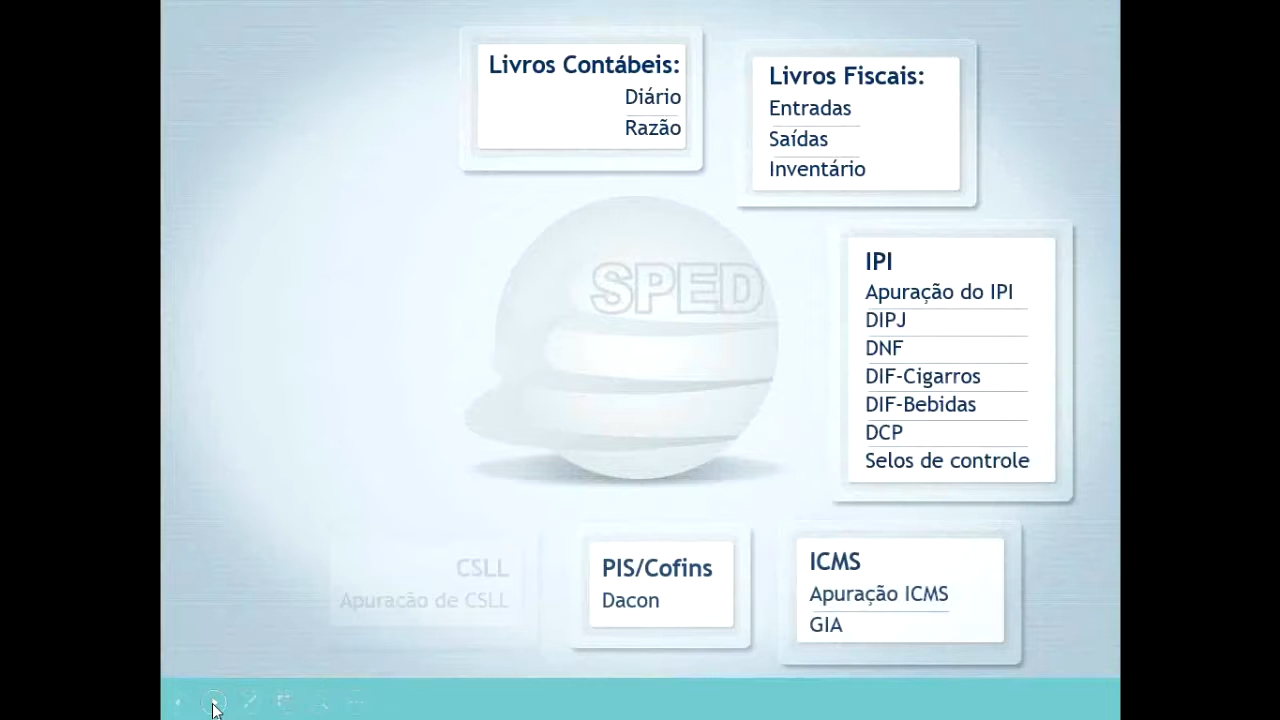 Livros Contábeis:
Diário
Razão
Livros Fiscais:
Entradas
Saídas
Inventário
SPED
IPI
Apuração do IPI
DIPJ
DNF
DIF-Cigarros
DIF-Bebidas
DCP
Selos de controle
CSLL
Apuração de CSLL
PIS/Cofins
Dacon
ICMS
Apuração ICMS
GIA